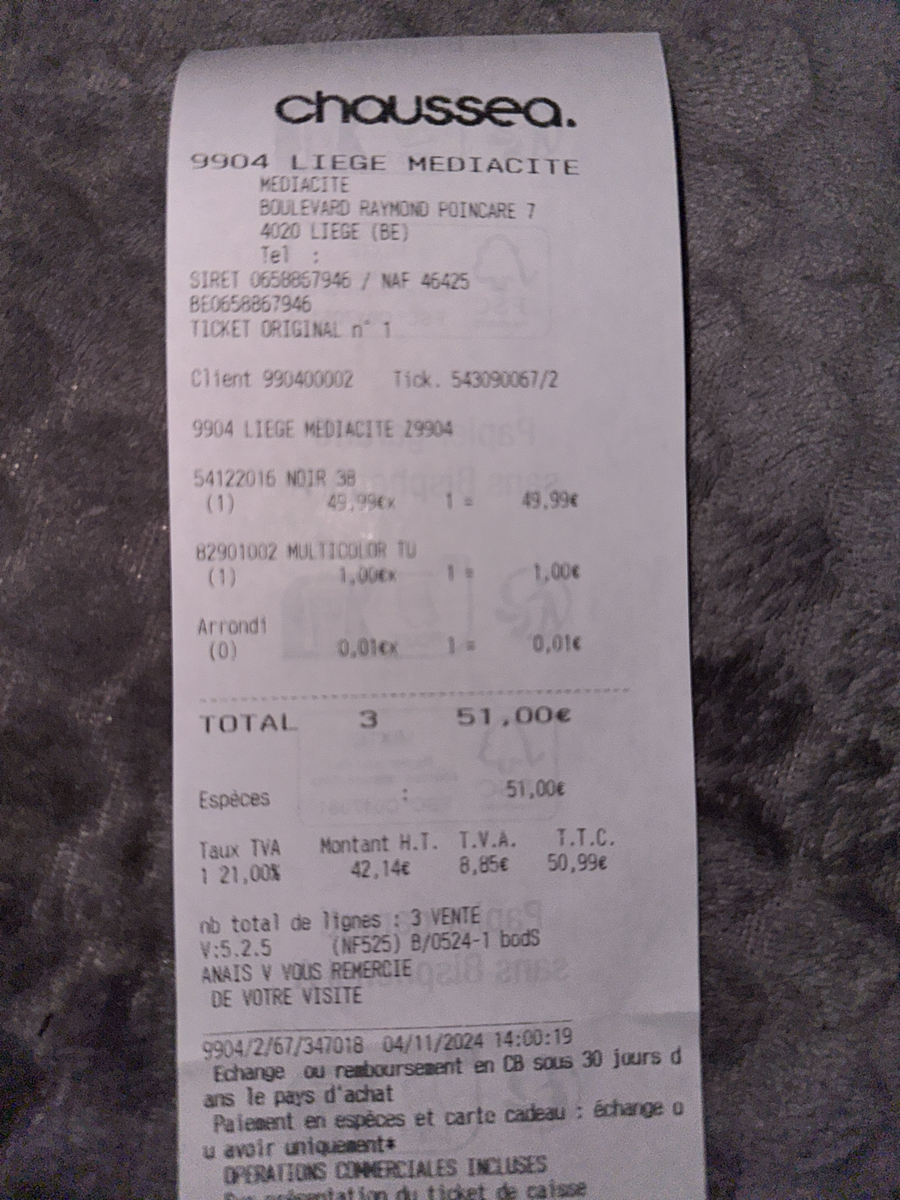 chaussea.
9904 LIEGE MEDIACITE
MEDIACITE
BOULEVARD RAYMOND POINCARE 7
4020 LIEGE (BE)
Tel :
SIRET 0658867946 / NAF 46425
BE0658867946
TICKET ORIGINAL n° 1
Client 990400002 Tick. 543090067/2
9904 LIEGE MEDIACITE Z9904
54122016 NOIR 38
(1) 49,99€x 1 = 49,99€
82901002 MULTICOLOR TU
(1) 1,00€x 1 = 1,00€
Arrondi
(0) 0,01€x 1 = 0,01€
TOTAL 3 51,00€
Espèces : 51,00€
Taux TVA Montant H.T. T.V.A. T.T.C.
1 21,00% 42,14€ 8,85€ 50,99€
nb total de lignes : 3 VENTE
V:5.2.5 (NF525) B/0524-1 bodS
ANAIS V VOUS REMERCIE
DE VOTRE VISITE
9904/2/67/347018 04/11/2024 14:00:19
Echange ou remboursement en CB sous 30 jours d
ans le pays d'achat
Paiement en espèces et carte cadeau : échange o
u avoir uniquement*
OPERATIONS COMMERCIALES INCLUSES
Sur présentation du ticket de caisse